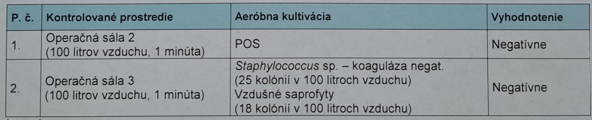 P. č. Kontrolované prostredie Aeróbna kultivácia Vyhodnotenie
1. Operačná sála 2
(100 litrov vzduchu, 1 minúta) POS Negatívne
2. Operačná sála 3
(100 litrov vzduchu, 1 minúta) Staphylococcus sp. – koaguláza negat.
(25 kolónií v 100 litroch vzduchu)
Vzdušné saprofyty
(18 kolónií v 100 litroch vzduchu) Negatívne